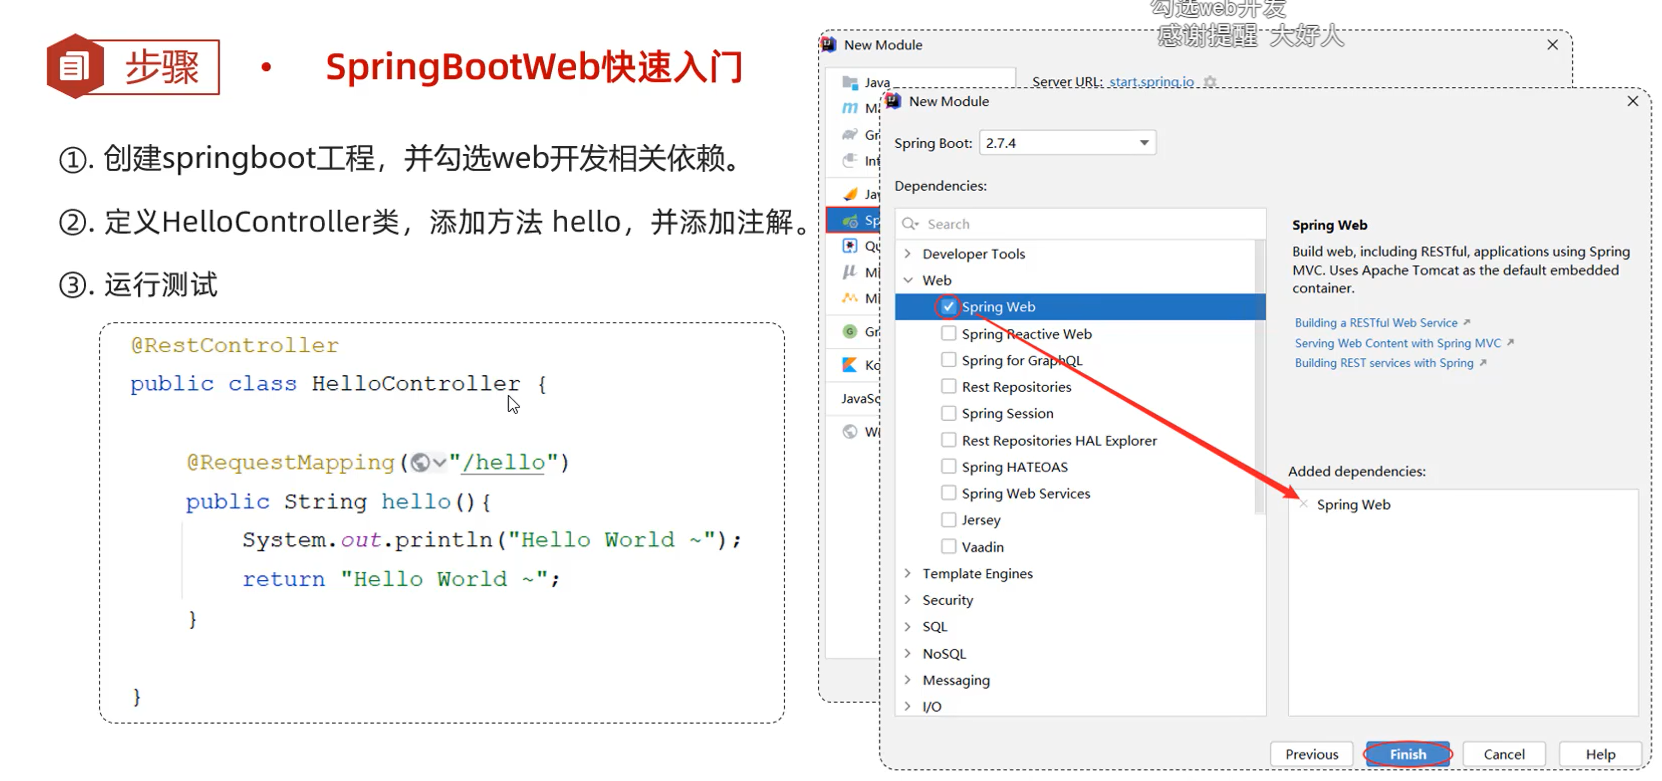 勾选web开发
感谢提醒 大好人
步骤
• SpringBootWeb快速入门
①. 创建springboot工程，并勾选web开发相关依赖。
②. 定义HelloController类，添加方法 hello，并添加注解。
③. 运行测试
@RestController
public class HelloController {
@RequestMapping("/hello")
public String hello(){
System.out.println("Hello World ~");
return "Hello World ~";
}
}
New Module
Java
Server URL: start.spring.io
JavaSc
New Module
Spring Boot: 2.7.4
Dependencies:
Search
Developer Tools
Web
Spring Web
Spring Reactive Web
Spring for GraphQL
Rest Repositories
Spring Session
Rest Repositories HAL Explorer
Spring HATEOAS
Spring Web Services
Jersey
Vaadin
Template Engines
Security
SQL
NoSQL
Messaging
I/O
Spring Web
Build web, including RESTful, applications using Spring
MVC. Uses Apache Tomcat as the default embedded
container.
Building a RESTful Web Service
Serving Web Content with Spring MVC
Building REST services with Spring
Added dependencies:
Spring Web
Previous
Finish
Cancel
Help